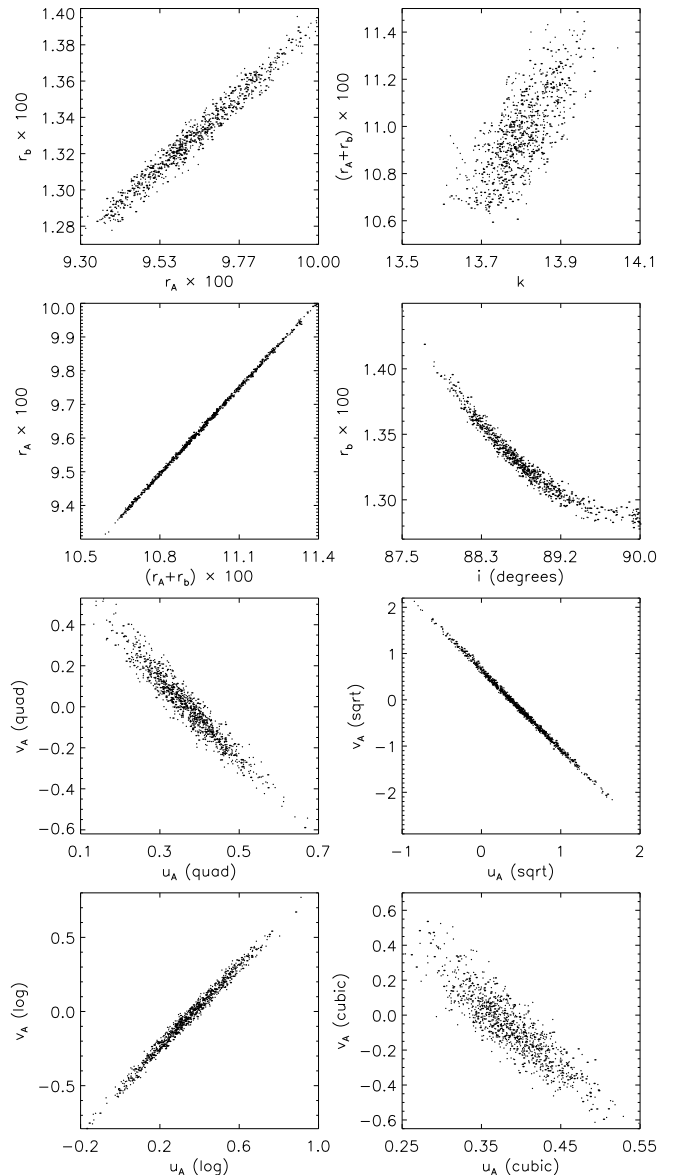 1.40
1.38
1.36
1.34
1.32
1.30
1.28
r_b × 100
9.30 9.53 9.77 10.00
r_A × 100
11.4
11.2
11.0
10.8
10.6
(r_A+r_b) × 100
13.5 13.7 13.9 14.1
k
10.0
9.9
9.8
9.7
9.6
9.5
9.4
r_A × 100
10.5 10.8 11.1 11.4
(r_A+r_b) × 100
1.40
1.35
1.30
r_b × 100
87.5 88.3 89.2 90.0
i (degrees)
0.4
0.2
0.0
−0.2
−0.4
−0.6
v_A (quad)
0.1 0.3 0.5 0.7
u_A (quad)
2
1
0
−1
−2
v_A (sqrt)
−1 0 1 2
u_A (sqrt)
0.5
0.0
−0.5
v_A (log)
−0.2 0.2 0.6 1.0
u_A (log)
0.6
0.4
0.2
0.0
−0.2
−0.4
−0.6
v_A (cubic)
0.25 0.35 0.45 0.55
u_A (cubic)